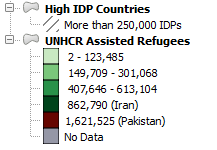 High IDP Countries
More than 250,000 IDPs
UNHCR Assisted Refugees
2 - 123,485
149,709 - 301,068
407,646 - 613,104
862,790 (Iran)
1,621,525 (Pakistan)
No Data